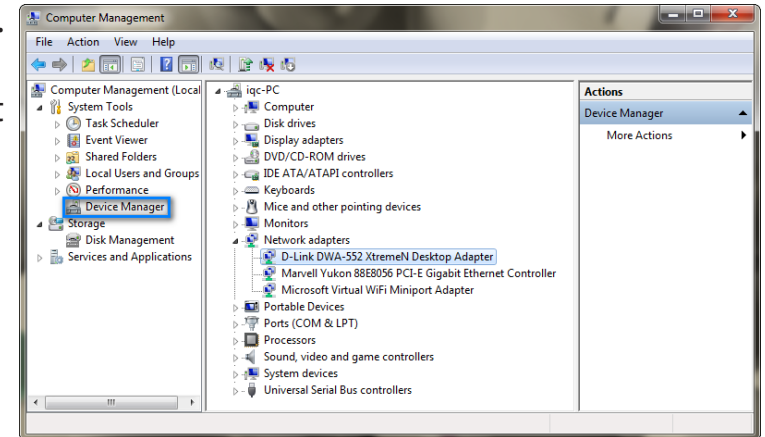 Computer Management
File Action View Help
Computer Management (Local
System Tools
Task Scheduler
Event Viewer
Shared Folders
Local Users and Groups
Performance
Device Manager
Storage
Disk Management
Services and Applications
iqc-PC
Computer
Disk drives
Display adapters
DVD/CD-ROM drives
IDE ATA/ATAPI controllers
Keyboards
Mice and other pointing devices
Monitors
Network adapters
D-Link DWA-552 XtremeN Desktop Adapter
Marvell Yukon 88E8056 PCI-E Gigabit Ethernet Controller
Microsoft Virtual WiFi Miniport Adapter
Portable Devices
Ports (COM & LPT)
Processors
Sound, video and game controllers
System devices
Universal Serial Bus controllers
Actions
Device Manager
More Actions